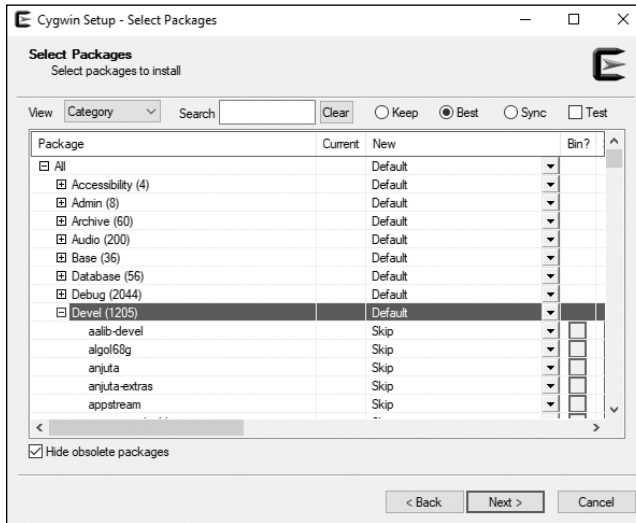 Cygwin Setup - Select Packages
Select Packages
Select packages to install
View Category Search Clear Keep Best Sync Test
Package Current New Bin?
All Default
Accessibility (4) Default
Admin (8) Default
Archive (60) Default
Audio (200) Default
Base (36) Default
Database (56) Default
Debug (2044) Default
Devel (1205) Default
aalib-devel Skip
algol68g Skip
anjuta Skip
anjuta-extras Skip
appstream Skip
Hide obsolete packages
< Back Next > Cancel